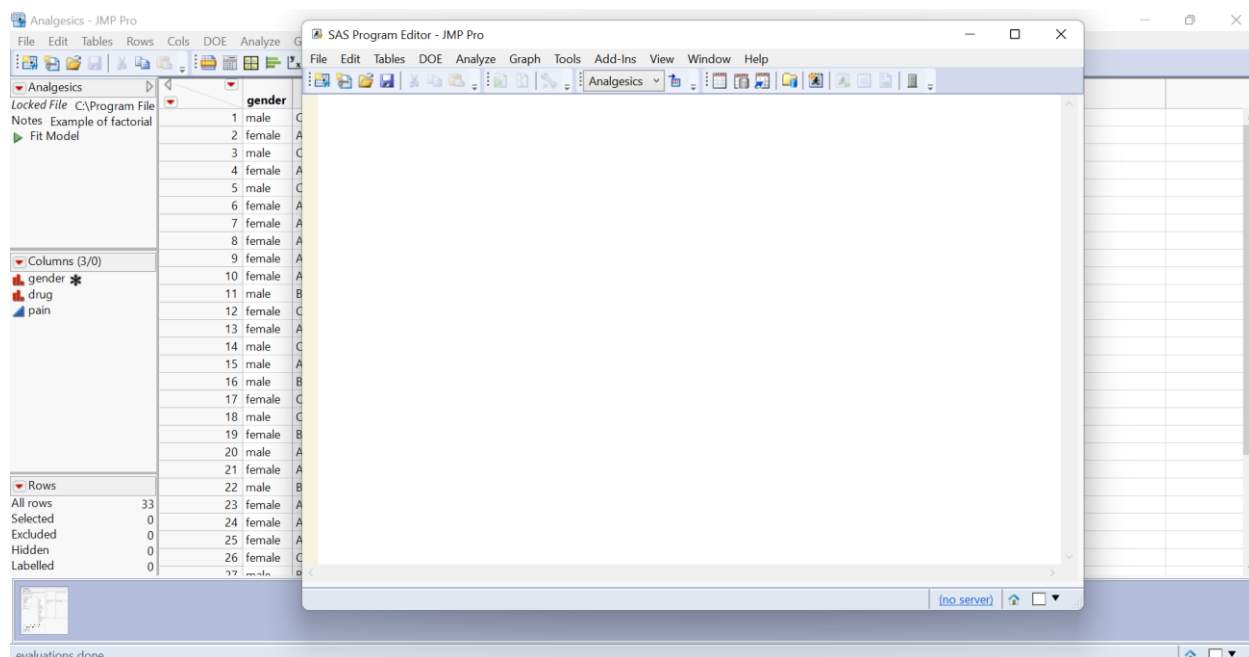 Analgesics - JMP Pro
File Edit Tables Rows Cols DOE Analyze G
Analgesics
Locked File C:\Program File
Notes Example of factorial
Fit Model
Columns (3/0)
gender
drug
pain
Rows
All rows 33
Selected 0
Excluded 0
Hidden 0
Labelled 0
gender
1 male C
2 female A
3 male C
4 female A
5 male C
6 female A
7 female A
8 female A
9 female A
10 female A
11 male B
12 female C
13 female A
14 male C
15 male A
16 male B
17 female C
18 male C
19 female B
20 male A
21 female A
22 male B
23 female A
24 female A
25 female A
26 female C
27 male B
SAS Program Editor - JMP Pro
File Edit Tables DOE Analyze Graph Tools Add-Ins View Window Help
Analgesics
(no server)
evaluations done